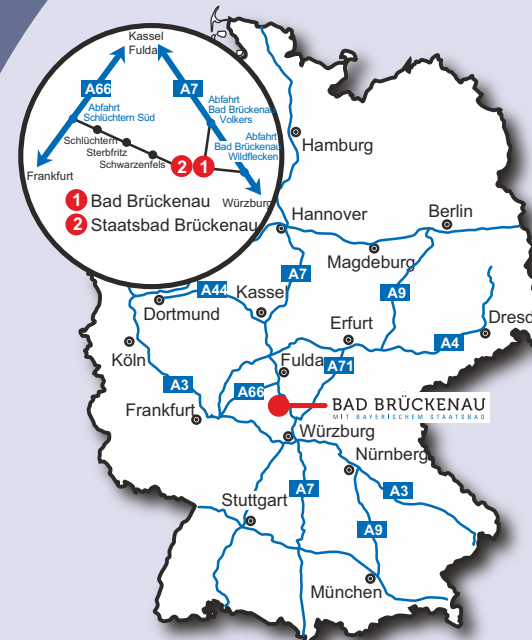 Kassel
Fulda
A66
A7
Abfahrt
Schlüchtern Süd
Abfahrt
Bad Brückenau
Volkers
Schlüchtern
Sterbfritz
Schwarzenfels
Abfahrt
Bad Brückenau
Wildflecken
2
1
Frankfurt
Würzburg
1 Bad Brückenau
2 Staatsbad Brückenau
Hamburg
Hannover
Berlin
Magdeburg
A7
A9
A44
Kassel
Dortmund
Erfurt
Dresd
A4
Köln
Fulda
A71
A3
A66
BAD BRÜCKENAU
MIT BAYERISCHEM STAATSBAD
Frankfurt
Würzburg
Nürnberg
A7
A3
Stuttgart
A9
München